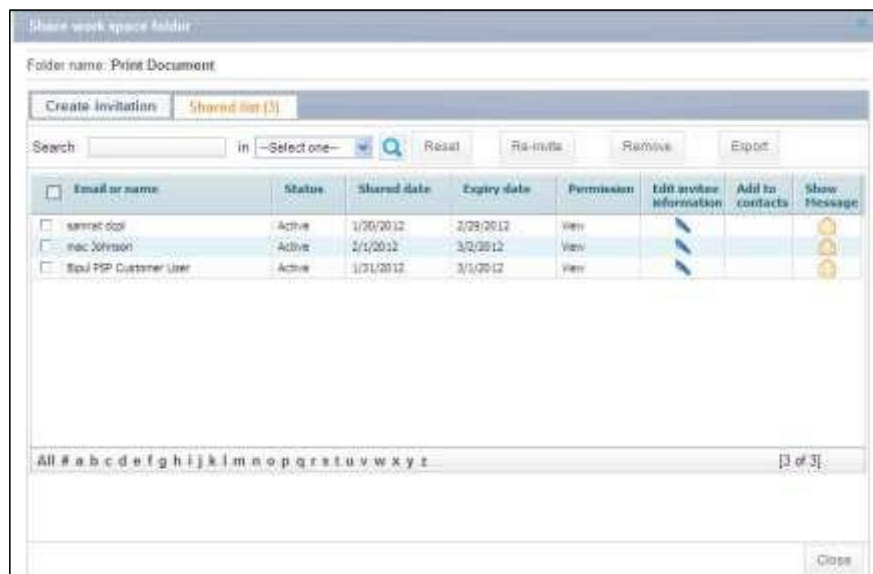 Share work space folder
Folder name: Print Document
Create invitation Shared list [3]
Search in --Select one-- Reset Re-invite Remove Export
Email or name Status Shared date Expiry date Permission Edit invitee information Add to contacts Show Message
Active 1/30/2012 2/29/2012 View
mac Johnson Active 2/1/2012 3/2/2012 View
Bipul PSP Customer User Active 1/31/2012 3/1/2012 View
All # a b c d e f g h i j k l m n o p q r s t u v w x y z [3 of 3]
Close